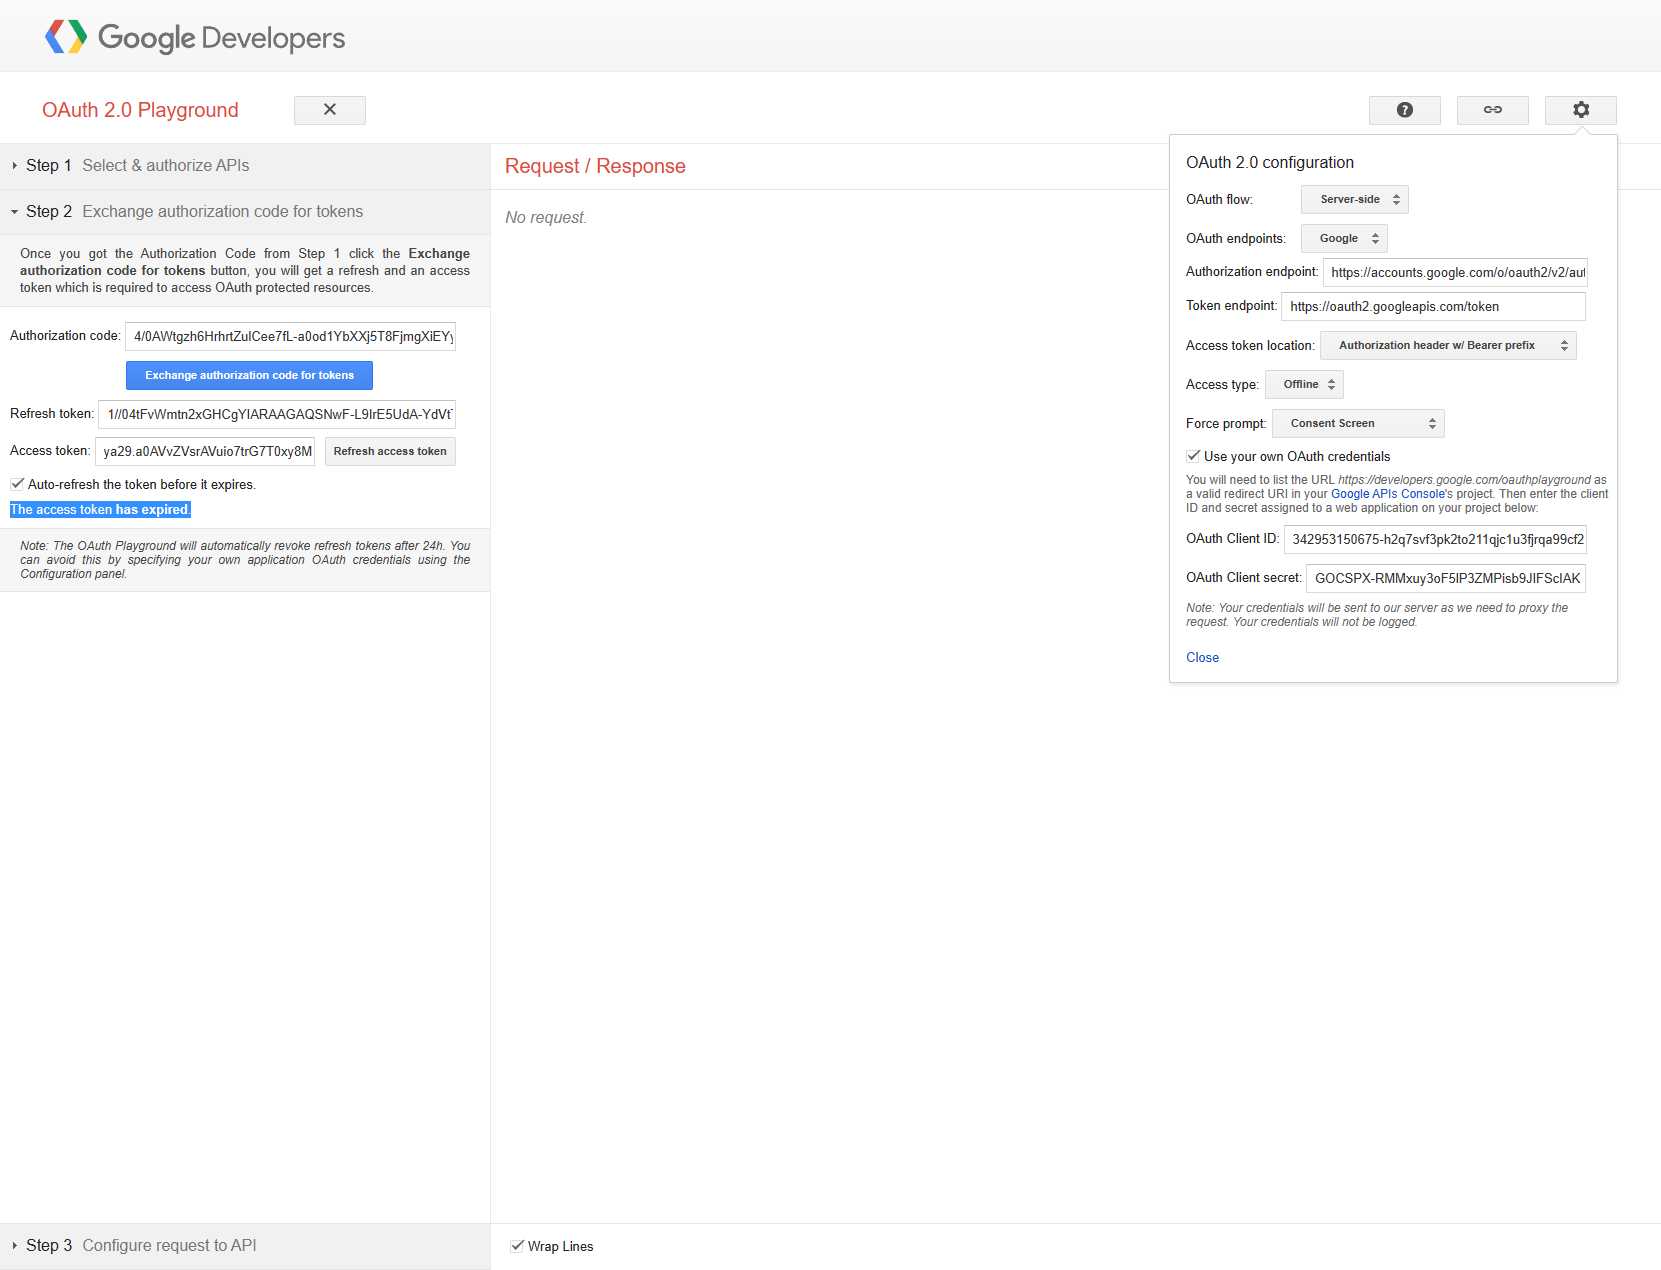 Google Developers
OAuth 2.0 Playground
Step 1 Select & authorize APIs
Step 2 Exchange authorization code for tokens
Once you got the Authorization Code from Step 1 click the Exchange
authorization code for tokens button, you will get a refresh and an access
token which is required to access OAuth protected resources.
Authorization code: 4/0AWtgzh6HrhrtZuICee7fL-a0od1YbXXj5T8FjmgXiEYy
Exchange authorization code for tokens
Refresh token: 1//04tFvWmtn2xGHCgYIARAAGAQSNwF-L9IrE5UdA-YdVt
Access token: ya29.a0AVvZVsrAVuio7trG7T0xy8M Refresh access token
Auto-refresh the token before it expires.
The access token has expired.
Note: The OAuth Playground will automatically revoke refresh tokens after 24h. You
can avoid this by specifying your own application OAuth credentials using the
Configuration panel.
Step 3 Configure request to API
Request / Response
No request.
Wrap Lines
OAuth 2.0 configuration
OAuth flow: Server-side
OAuth endpoints: Google
Authorization endpoint: https://accounts.google.com/o/oauth2/v2/aut
Token endpoint: https://oauth2.googleapis.com/token
Access token location: Authorization header w/ Bearer prefix
Access type: Offline
Force prompt: Consent Screen
Use your own OAuth credentials
You will need to list the URL https://developers.google.com/oauthplayground as
a valid redirect URI in your Google APIs Console's project. Then enter the client
ID and secret assigned to a web application on your project below:
OAuth Client ID: 342953150675-h2q7svf3pk2to211qjc1u3fjrqa99cf2
OAuth Client secret: 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
Note: Your credentials will be sent to our server as we need to proxy the
request. Your credentials will not be logged.
Close